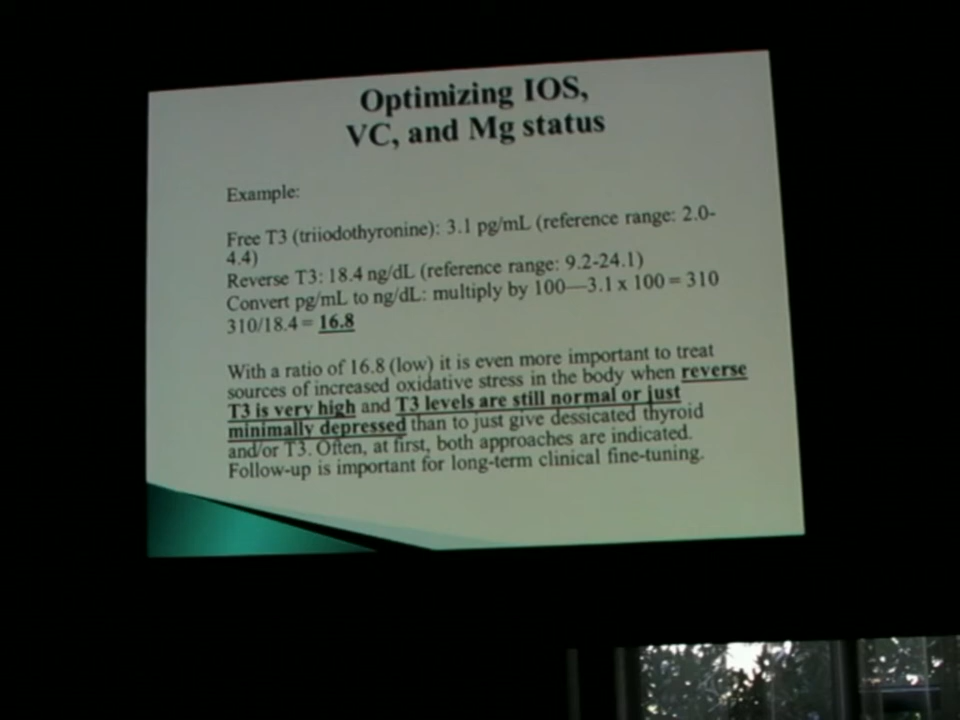 Optimizing IOS,
VC, and Mg status
Example:
Free T3 (triiodothyronine): 3.1 pg/mL (reference range: 2.0-
4.4)
Reverse T3: 18.4 ng/dL (reference range: 9.2-24.1)
Convert pg/mL to ng/dL: multiply by 100—3.1 x 100 = 310
310/18.4 = 16.8
With a ratio of 16.8 (low) it is even more important to treat
sources of increased oxidative stress in the body when reverse
T3 is very high and T3 levels are still normal or just
minimally depressed than to just give dessicated thyroid
and/or T3. Often, at first, both approaches are indicated.
Follow-up is important for long-term clinical fine-tuning.